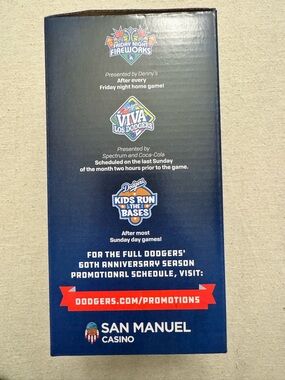 FRIDAY NIGHT
FIREWORKS
Presented by Denny's
After every
Friday night home game!
VIVA
LOS DODGERS
Presented by
Spectrum and Coca-Cola
Scheduled on the last Sunday
of the month two hours prior to the game.
Dodgers
KIDS RUN
THE
BASES
After most
Sunday day games!
FOR THE FULL DODGERS'
60TH ANNIVERSARY SEASON
PROMOTIONAL SCHEDULE, VISIT:
DODGERS.COM/PROMOTIONS
SAN MANUEL
CASINO